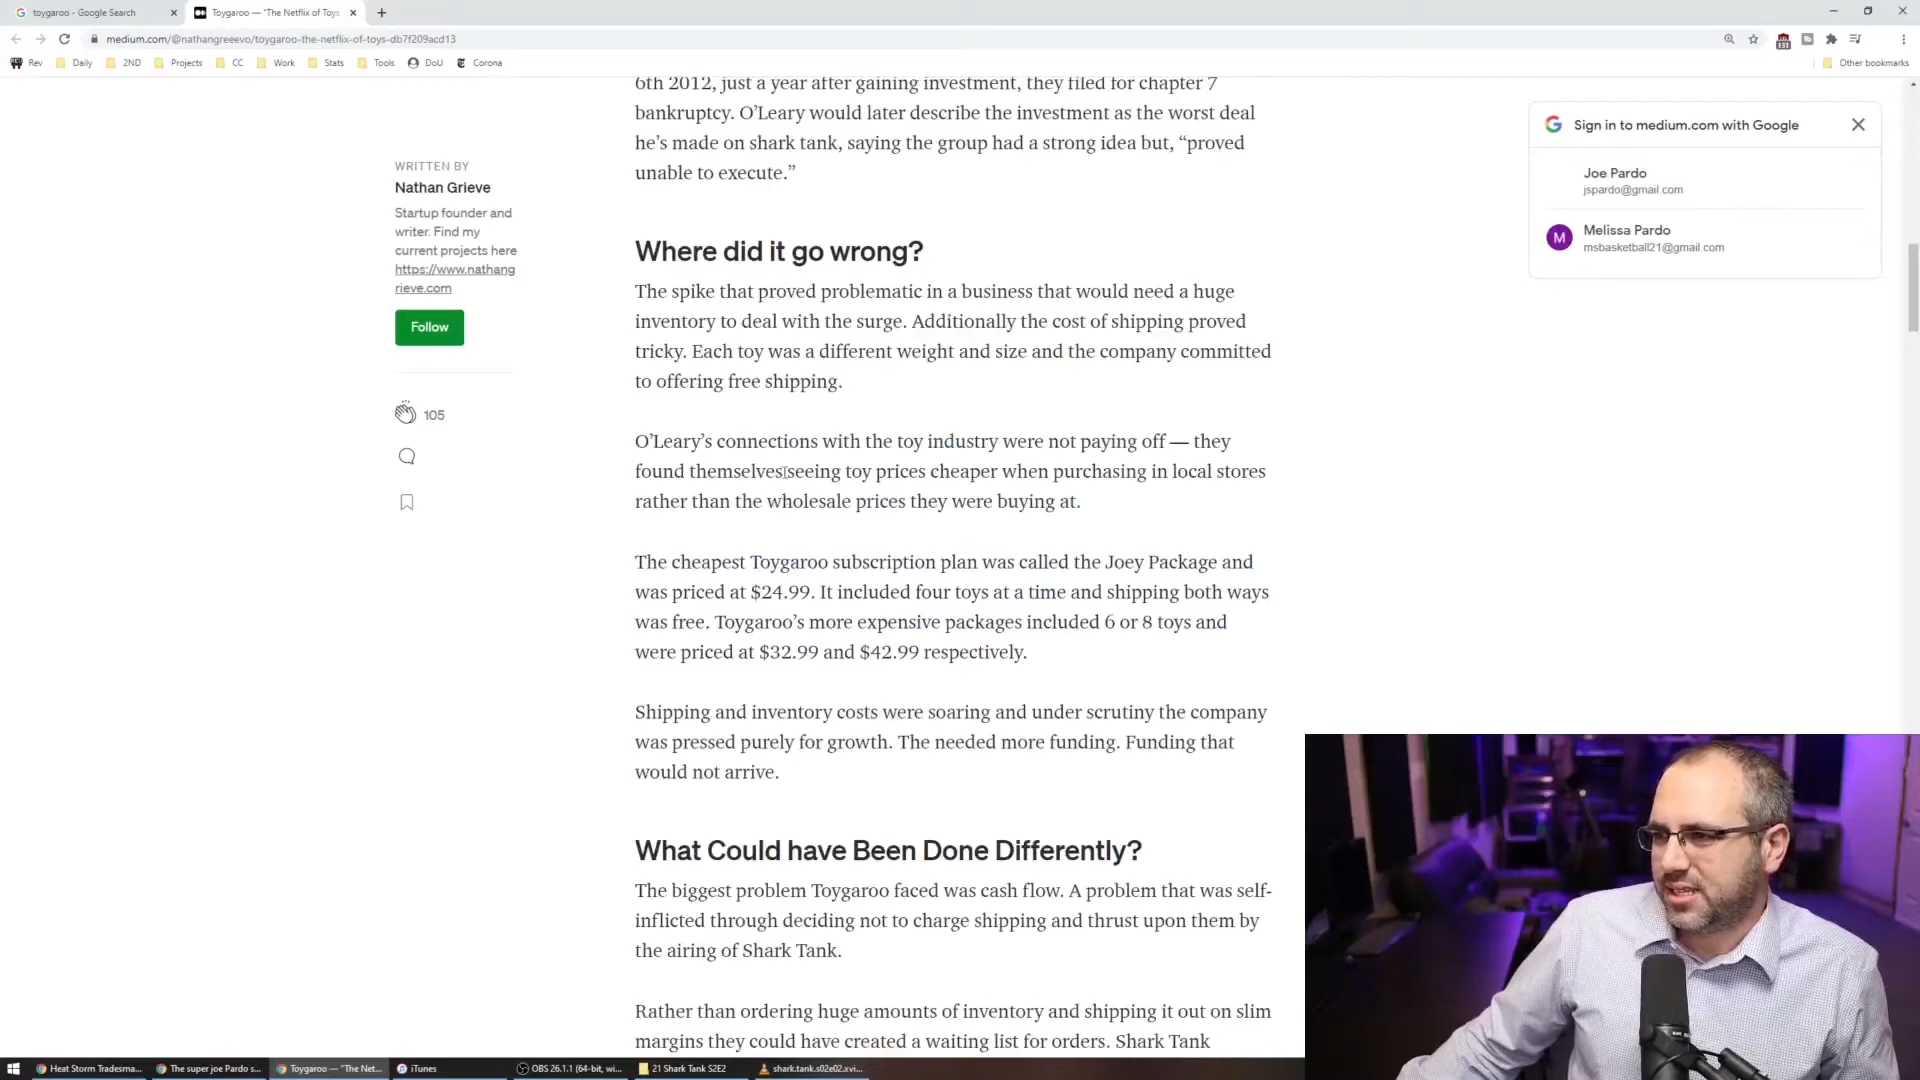 toygaroo - Google Search
Toygaroo — "The Netflix of Toys
medium.com/@nathangreeevo/toygaroo-the-netflix-of-toys-db7f209acd13
131
Rev Daily 2ND Projects CC Work Stats Tools DoU Corona Other bookmarks
6th 2012, just a year after gaining investment, they filed for chapter 7
bankruptcy. O’Leary would later describe the investment as the worst deal
he’s made on shark tank, saying the group had a strong idea but, “proved
unable to execute.”
WRITTEN BY
Nathan Grieve
Startup founder and
writer. Find my
current projects here
https://www.nathang
rieve.com
Follow
105
Where did it go wrong?
The spike that proved problematic in a business that would need a huge
inventory to deal with the surge. Additionally the cost of shipping proved
tricky. Each toy was a different weight and size and the company committed
to offering free shipping.
O’Leary’s connections with the toy industry were not paying off — they
found themselves seeing toy prices cheaper when purchasing in local stores
rather than the wholesale prices they were buying at.
The cheapest Toygaroo subscription plan was called the Joey Package and
was priced at $24.99. It included four toys at a time and shipping both ways
was free. Toygaroo’s more expensive packages included 6 or 8 toys and
were priced at $32.99 and $42.99 respectively.
Shipping and inventory costs were soaring and under scrutiny the company
was pressed purely for growth. The needed more funding. Funding that
would not arrive.
What Could have Been Done Differently?
The biggest problem Toygaroo faced was cash flow. A problem that was self-
inflicted through deciding not to charge shipping and thrust upon them by
the airing of Shark Tank.
Rather than ordering huge amounts of inventory and shipping it out on slim
margins they could have created a waiting list for orders. Shark Tank
Sign in to medium.com with Google
Joe Pardo
jspardo@gmail.com
M
Melissa Pardo
msbasketball21@gmail.com
Heat Storm Tradesma... The super joe Pardo s... Toygaroo — "The Net... iTunes OBS 26.1.1 (64-bit, wi... 21 Shark Tank S2E2 shark.tank.s02e02.xvi...